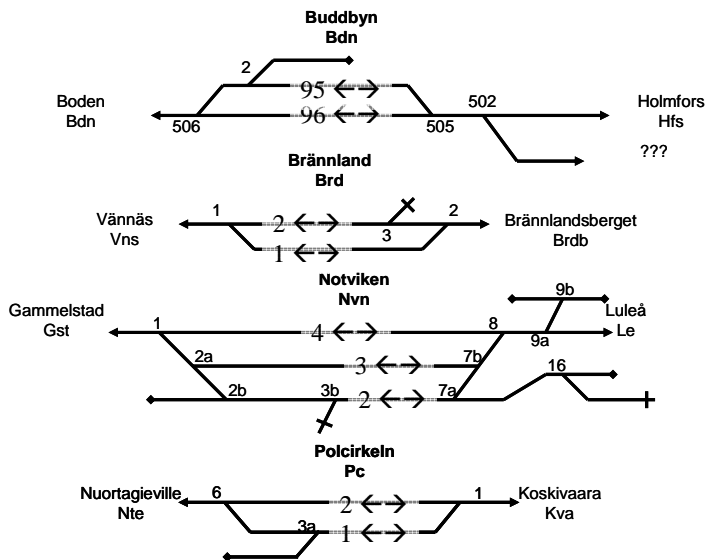 Buddbyn
Bdn
2
95
502
Boden
Bdn
96
Holmfors
Hfs
506
505
???
Brännland
Brd
1
2
Vännäs
Vns
2
3
Brännlandsberget
Brdb
1
Notviken
Nvn
9b
Gammelstad
Gst
1
4
8
9a
Luleå
Le
2a
3
7b
16
2b
3b
2
7a
Polcirkeln
Pc
Nuortagieville
Nte
6
2
1
Koskivaara
Kva
3a
1